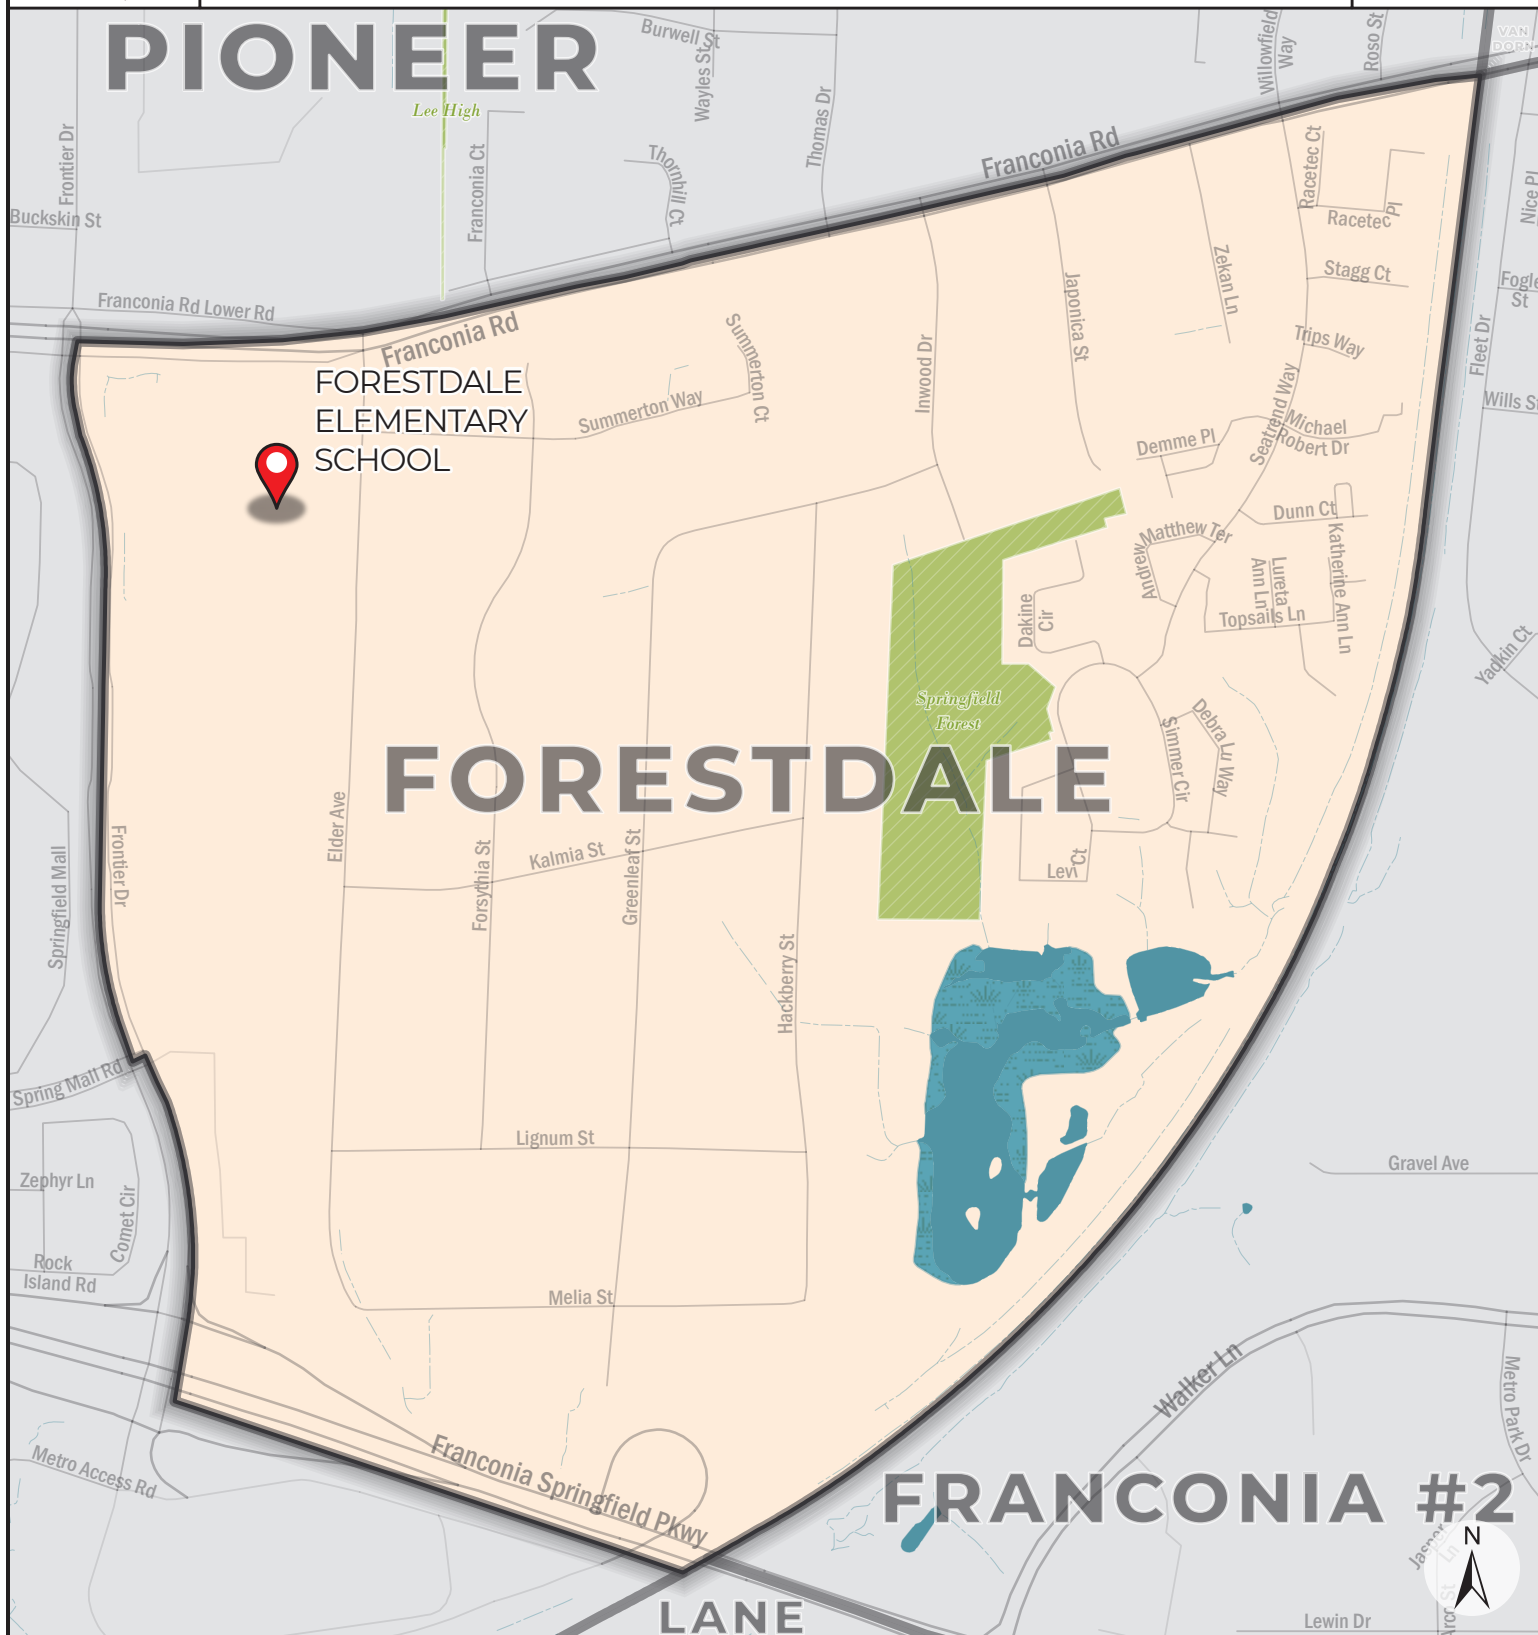 PIONEER
Burwell St
Willowfield
Way
Roso St
VAN
DORN
Wayles St
Lee High
Thomas Dr
Frontier Dr
Franconia Ct
Thornhill Ct
Franconia Rd
Racetec Ct
Racetec
Pl
Nice Pl
Buckskin St
Zekan Ln
Stagg Ct
Japonica St
Fogle
St
Franconia Rd Lower Rd
Franconia Rd
Summerton Ct
Inwood Dr
Trips Way
Fleet Dr
FORESTDALE
ELEMENTARY
SCHOOL
Summerton Way
Seatrend Way
Wills St
Michael
Robert Dr
Demme Pl
Dunn Ct
Matthew Ter
Andrew
Katherine Ann Ln
Lureta
Ann Ln
Topsails Ln
Dakine
Cir
Yadkin Ct
Springfield
Forest
Simmer Cir
Debra Lu Way
FORESTDALE
Elder Ave
Forsythia St
Kalmia St
Greenleaf St
Levi
Ct
Frontier Dr
Springfield Mall
Hackberry St
Spring Mall Rd
Lignum St
Gravel Ave
Zephyr Ln
Comet Cir
Rock
Island Rd
Melia St
Walker Ln
Metro Park Dr
Franconia Springfield Pkwy
Metro Access Rd
FRANCONIA #2
N
Jasper
Ln
Arco St
LANE
Lewin Dr